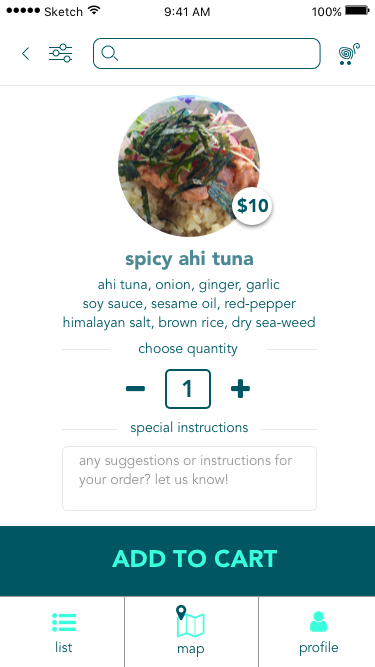 Sketch 9:41 AM 100%
$10
spicy ahi tuna
ahi tuna, onion, ginger, garlic
soy sauce, sesame oil, red-pepper
himalayan salt, brown rice, dry sea-weed
choose quantity
1
special instructions
any suggestions or instructions for
your order? let us know!
ADD TO CART
list map profile